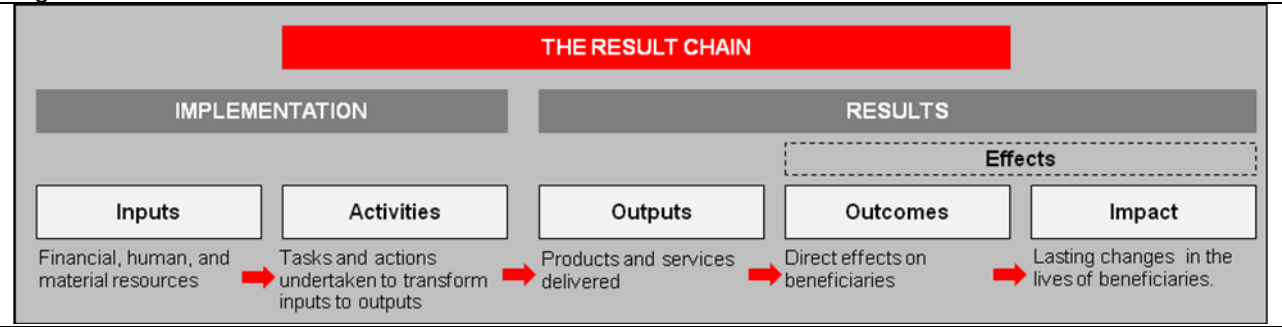 THE RESULT CHAIN
IMPLEMENTATION
RESULTS
Effects
Inputs
Activities
Outputs
Outcomes
Impact
Financial, human, and
material resources
Tasks and actions
undertaken to transform
inputs to outputs
Products and services
delivered
Direct effects on
beneficiaries
Lasting changes in the
lives of beneficiaries.